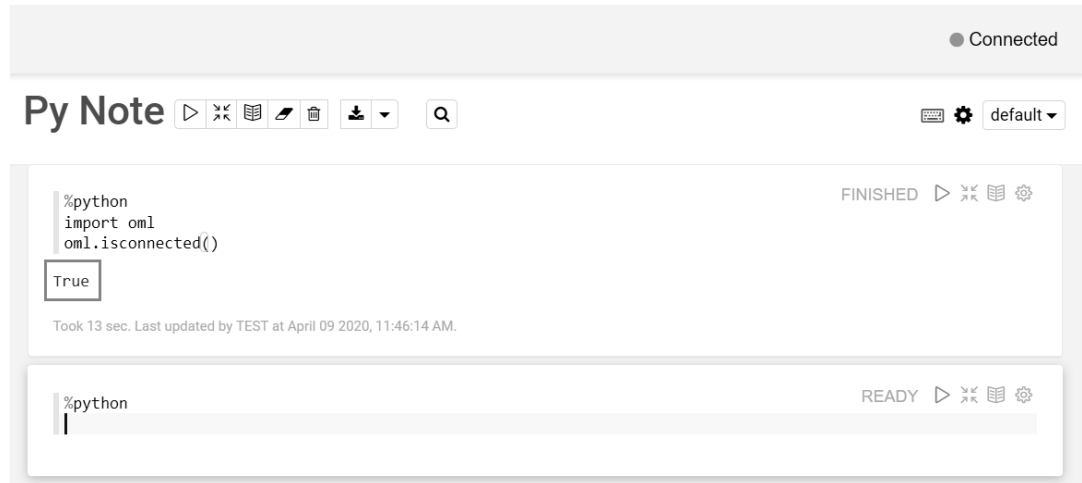 Connected
Py Note
default
%python
import oml
oml.isconnected()
FINISHED
True
Took 13 sec. Last updated by TEST at April 09 2020, 11:46:14 AM.
%python
READY